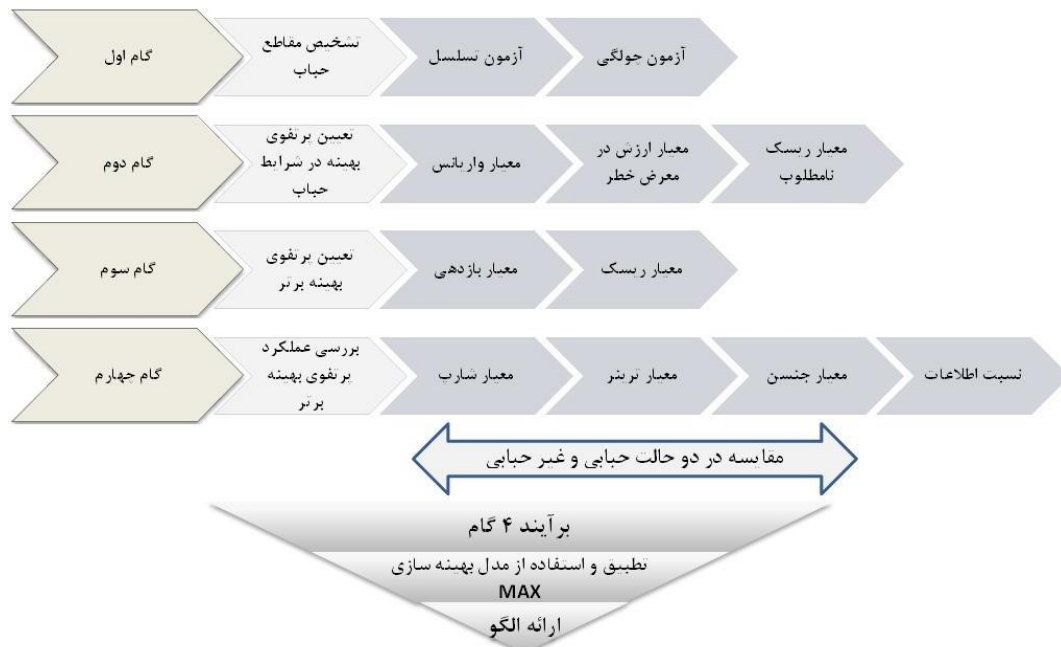 گام اول
تشخیص مقاطع
حباب
آزمون تسلسل
آزمون چولگی
گام دوم
تعیین پرتفوی
بهینه در شرایط
حباب
معیار واریانس
معیار ارزش در
معرض خطر
معیار ریسک
نامطلوب
گام سوم
تعیین پرتفوی
بهینه برتر
معیار بازدهی
معیار ریسک
گام چهارم
بررسی عملکرد
پرتفوی بهینه
برتر
معیار شارپ
معیار ترینر
معیار جنسن
نسبت اطلاعات
مقایسه در دو حالت حبابی و غیر حبابی
برآیند ۴ گام
تطبیق و استفاده از مدل بهینه سازی
MAX
ارائه الگو